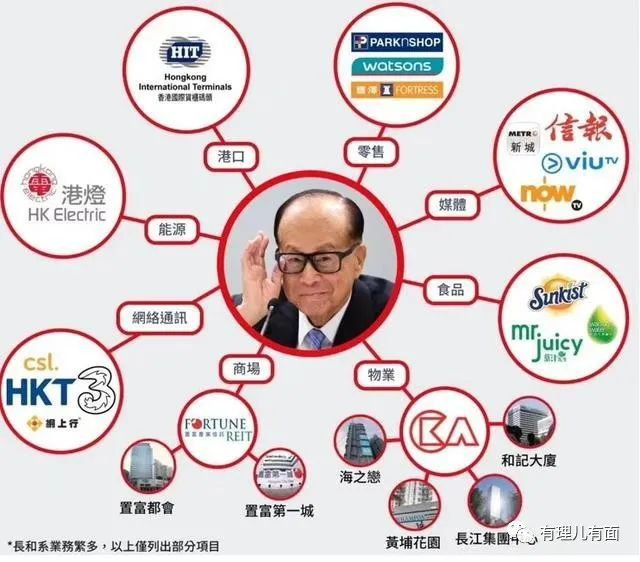 HIT
Hongkong
International Terminals
香港國際貨櫃碼頭
港口
PARKNSHOP
watsons
豐澤 FORTRESS
零售
METRO
新城
信報
VIUTV
now
TV
媒體
港燈
HK Electric
能源
Sunkist
mr.juicy
菓汁先生
食品
csl.
HKT
3
網上行
網絡通訊
FORTUNE
REIT
置富產業信託
商場
置富都會
置富第一城
物業
海之戀
黃埔花園
長江集團中心
和記大廈
*長和系業務繁多，以上僅列出部分項目
有理儿有面